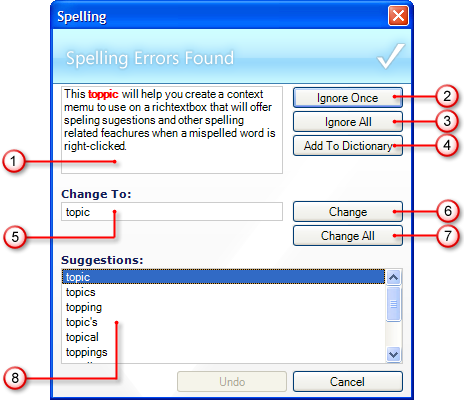 Spelling
Spelling Errors Found
This toppic will help you create a context
memu to use on a richtextbox that will offer
speling sugestions and other spelling
related feachures when a mispelled word is
right-clicked.
1
Ignore Once
2
Ignore All
3
Add To Dictionary
4
Change To:
topic
5
Change
6
Change All
7
Suggestions:
topic
topics
topping
topic's
topical
toppings
8
Undo
Cancel